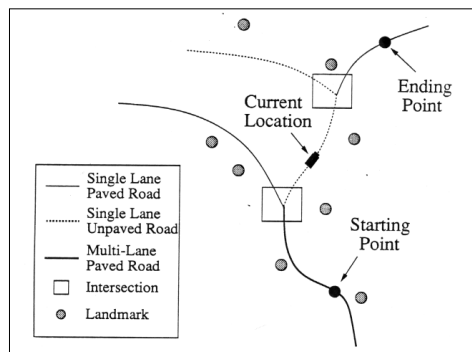 Ending
Point
Current
Location
Single Lane
Paved Road
Single Lane
Unpaved Road
Multi-Lane
Paved Road
Intersection
Landmark
Starting
Point